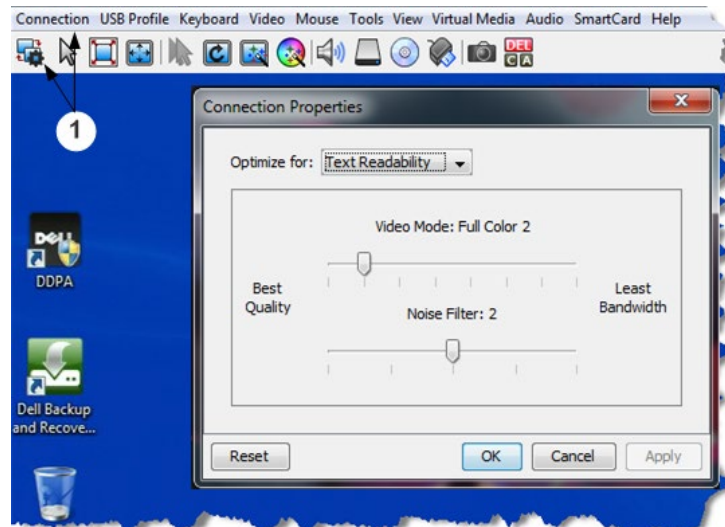 Connection USB Profile Keyboard Video Mouse Tools View Virtual Media Audio SmartCard Help
DEL
C A
1
Connection Properties
Optimize for: Text Readability
Video Mode: Full Color 2
Best Quality
Least Bandwidth
Noise Filter: 2
DELL
DDPA
Dell Backup
and Recove...
Reset OK Cancel Apply